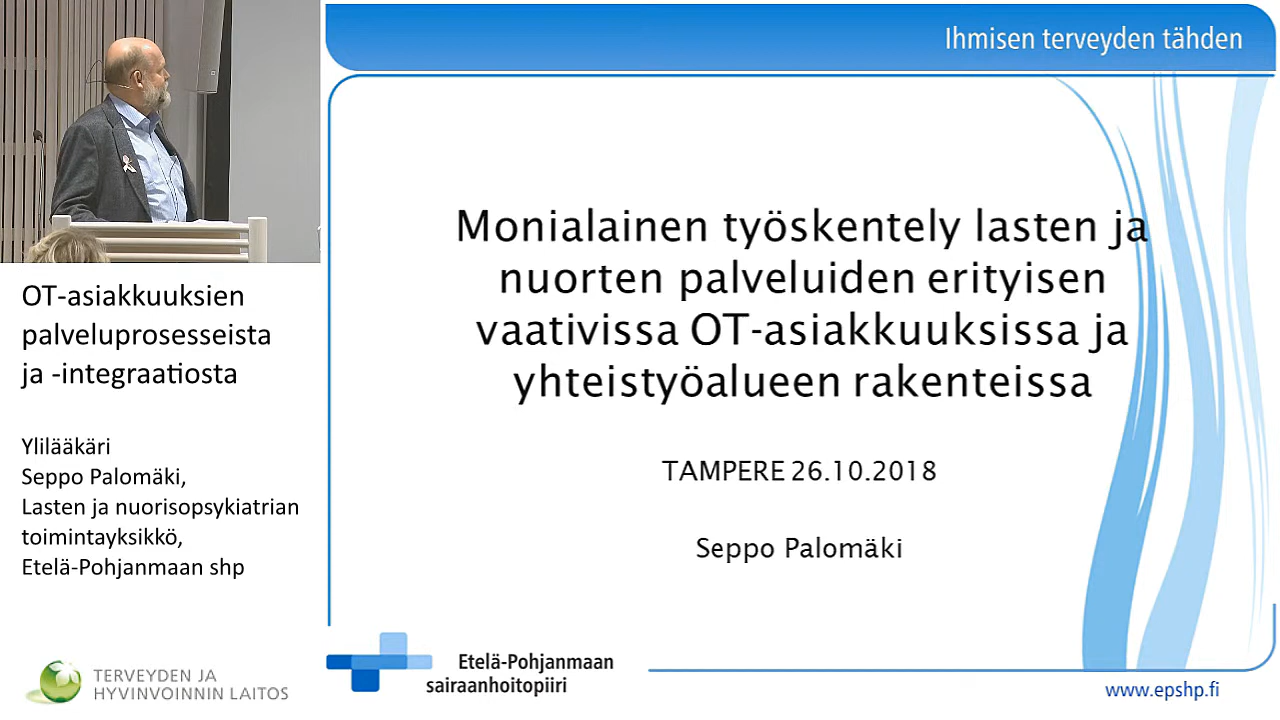 OT-asiakkuuksien
palveluprosesseista
ja -integraatiosta
Ylilääkäri
Seppo Palomäki,
Lasten ja nuorisopsykiatrian
toimintayksikkö,
Etelä-Pohjanmaan shp
TERVEYDEN JA
HYVINVOINNIN LAITOS
Ihmisen terveyden tähden
Monialainen työskentely lasten ja
nuorten palveluiden erityisen
vaativissa OT-asiakkuuksissa ja
yhteistyöalueen rakenteissa
TAMPERE 26.10.2018
Seppo Palomäki
Etelä-Pohjanmaan
sairaanhoitopiiri
www.epshp.fi